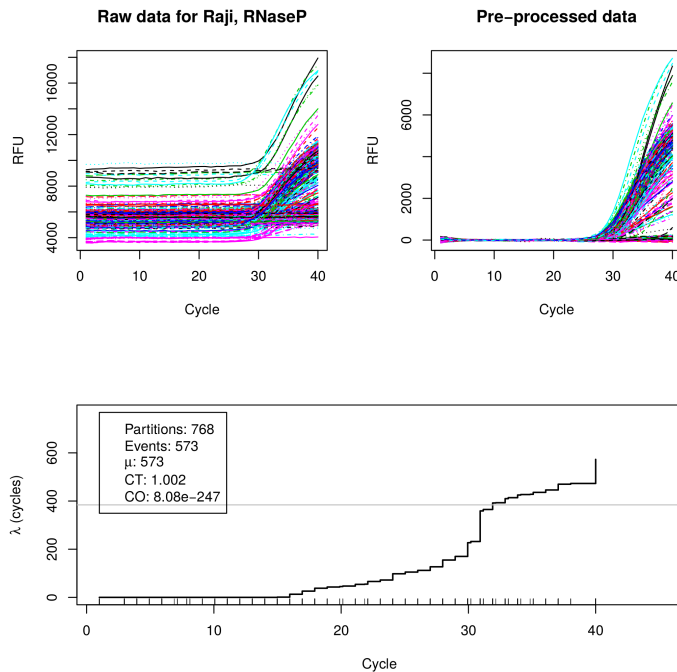 Raw data for Raji, RNaseP
Pre−processed data
RFU
4000 8000 12000 16000
0 10 20 30 40
Cycle
RFU
0 2000 6000
0 10 20 30 40
Cycle
λ (cycles)
0 200 400 600
Partitions: 768
Events: 573
μ: 573
CT: 1.002
CO: 8.08e−247
0 10 20 30 40
Cycle